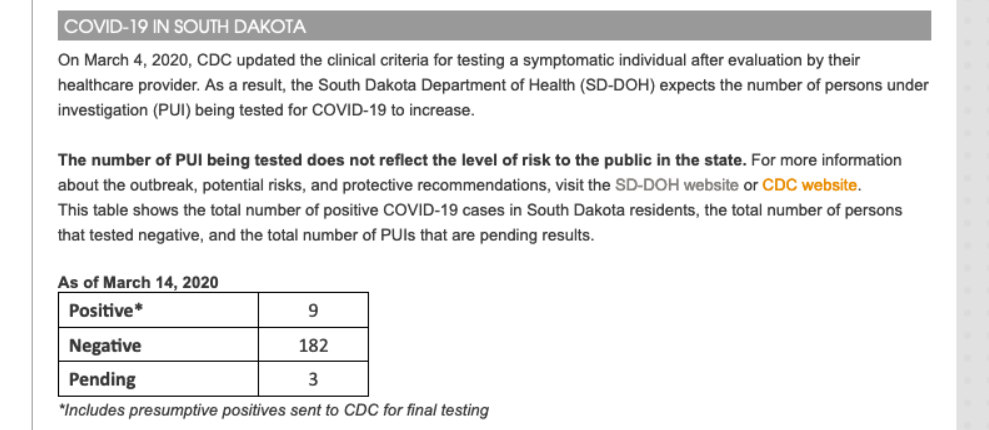 COVID-19 IN SOUTH DAKOTA
On March 4, 2020, CDC updated the clinical criteria for testing a symptomatic individual after evaluation by their
healthcare provider. As a result, the South Dakota Department of Health (SD-DOH) expects the number of persons under
investigation (PUI) being tested for COVID-19 to increase.
The number of PUI being tested does not reflect the level of risk to the public in the state. For more information
about the outbreak, potential risks, and protective recommendations, visit the SD-DOH website or CDC website.
This table shows the total number of positive COVID-19 cases in South Dakota residents, the total number of persons
that tested negative, and the total number of PUIs that are pending results.
As of March 14, 2020
Positive* 9
Negative 182
Pending 3
*Includes presumptive positives sent to CDC for final testing